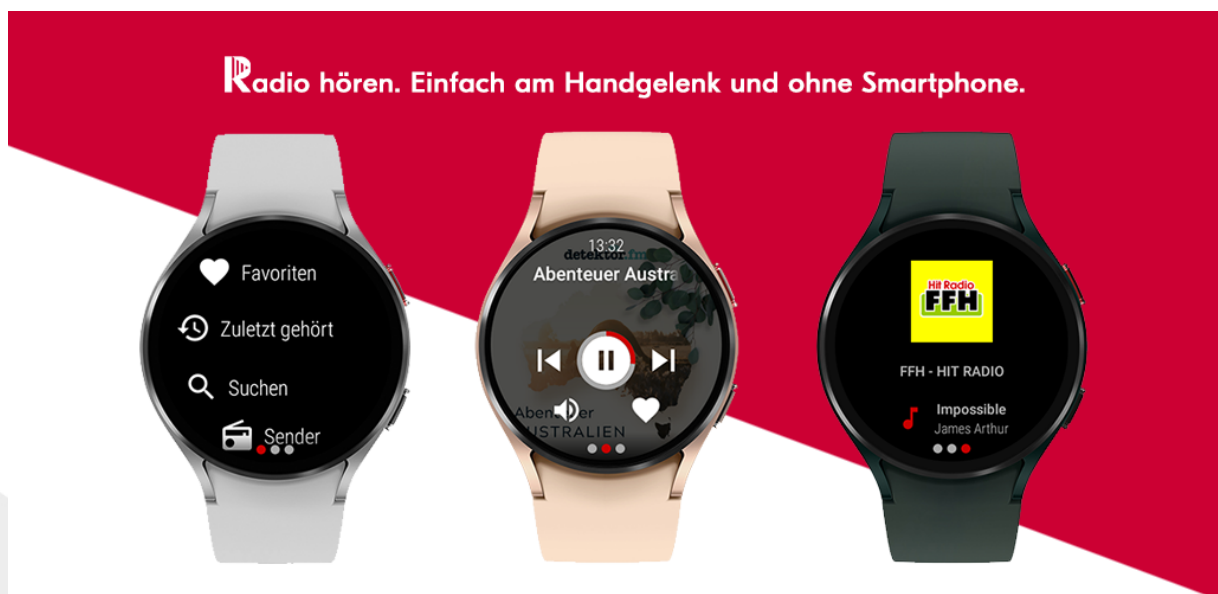 Radio hören. Einfach am Handgelenk und ohne Smartphone.
Favoriten
Zuletzt gehört
Suchen
Sender
13:32
detektor.fm
Abenteuer Austra
Abenteuer
AUSTRALIEN
Hit Radio
FFH
FFH - HIT RADIO
Impossible
James Arthur